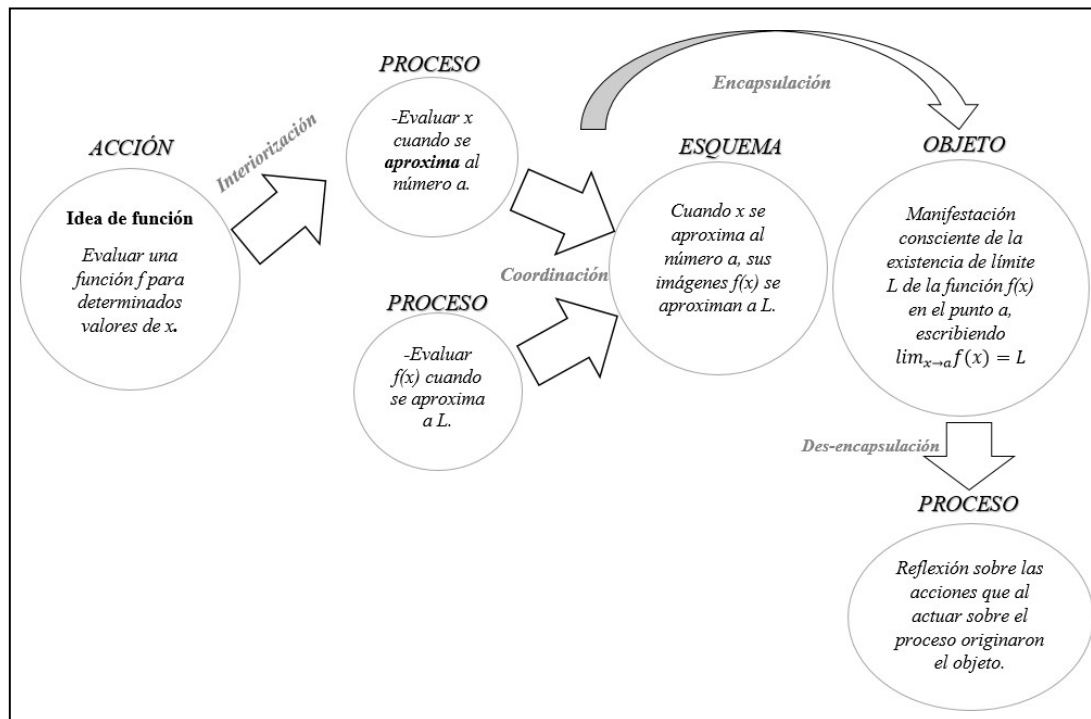 ACCIÓN
Idea de función
Evaluar una
función f para
determinados
valores de x.
Interiorización
PROCESO
-Evaluar x
cuando se
aproxima al
número a.
PROCESO
-Evaluar
f(x) cuando
se aproxima
a L.
Coordinación
ESQUEMA
Cuando x se
aproxima al
número a, sus
imágenes f(x) se
aproximan a L.
Encapsulación
OBJETO
Manifestación
consciente de la
existencia de límite
L de la función f(x)
en el punto a,
escribiendo
limₓ→ₐ f(x) = L
Des-encapsulación
PROCESO
Reflexión sobre las
acciones que al
actuar sobre el
proceso originaron
el objeto.